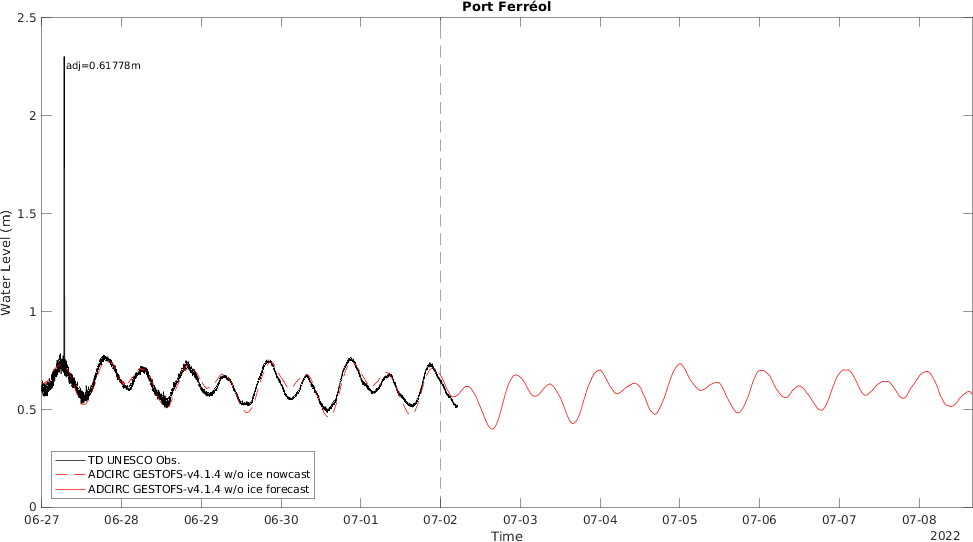 Port Ferréol
2.5
adj=0.61778m
2
1.5
Water Level (m)
1
0.5
TD UNESCO Obs.
ADCIRC GESTOFS-v4.1.4 w/o ice nowcast
ADCIRC GESTOFS-v4.1.4 w/o ice forecast
0
06-27 06-28 06-29 06-30 07-01 07-02 07-03 07-04 07-05 07-06 07-07 07-08
Time
2022